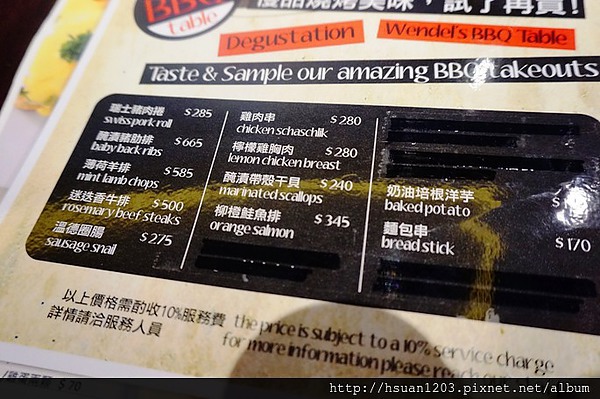 BBQ
table
優品燒烤美味，試了再買!
Degustation
Wendel's BBQ Table
Taste & Sample our amazing BBQ takeouts
瑞士豬肉捲 $285
swiss pork roll
醃漬豬肋排 $665
baby back ribs
薄荷羊排 $585
mint lamb chops
迷迭香牛排 $500
rosemary beef steaks
溫德圈腸
sausage snail $275
雞肉串 $280
chicken schaschlik
檸檬雞胸肉 $280
lemon chicken breast
醃漬帶殼干貝 $240
marinated scallops
柳橙鮭魚排 $345
orange salmon
奶油培根洋芋
baked potato
麵包串 $170
bread stick
以上價格需酌收10%服務費
詳情請洽服務人員
the price is subject to a 10% service charge
for more information please reach
$70
http://hsuan1203.pixnet.net/album